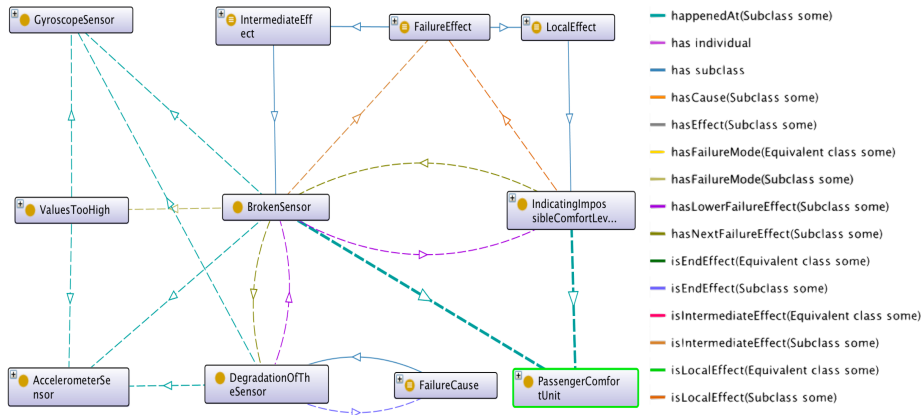 GyroscopeSensor
IntermediateEff
ect
FailureEffect
LocalEffect
ValuesTooHigh
BrokenSensor
IndicatingImpos
sibleComfortLev...
AccelerometerSe
nsor
DegradationOfTh
eSensor
FailureCause
PassengerComfor
tUnit
happenedAt(Subclass some)
has individual
has subclass
hasCause(Subclass some)
hasEffect(Subclass some)
hasFailureMode(Equivalent class some)
hasFailureMode(Subclass some)
hasLowerFailureEffect(Subclass some)
hasNextFailureEffect(Subclass some)
isEndEffect(Equivalent class some)
isEndEffect(Subclass some)
isIntermediateEffect(Equivalent class some)
isIntermediateEffect(Subclass some)
isLocalEffect(Equivalent class some)
isLocalEffect(Subclass some)